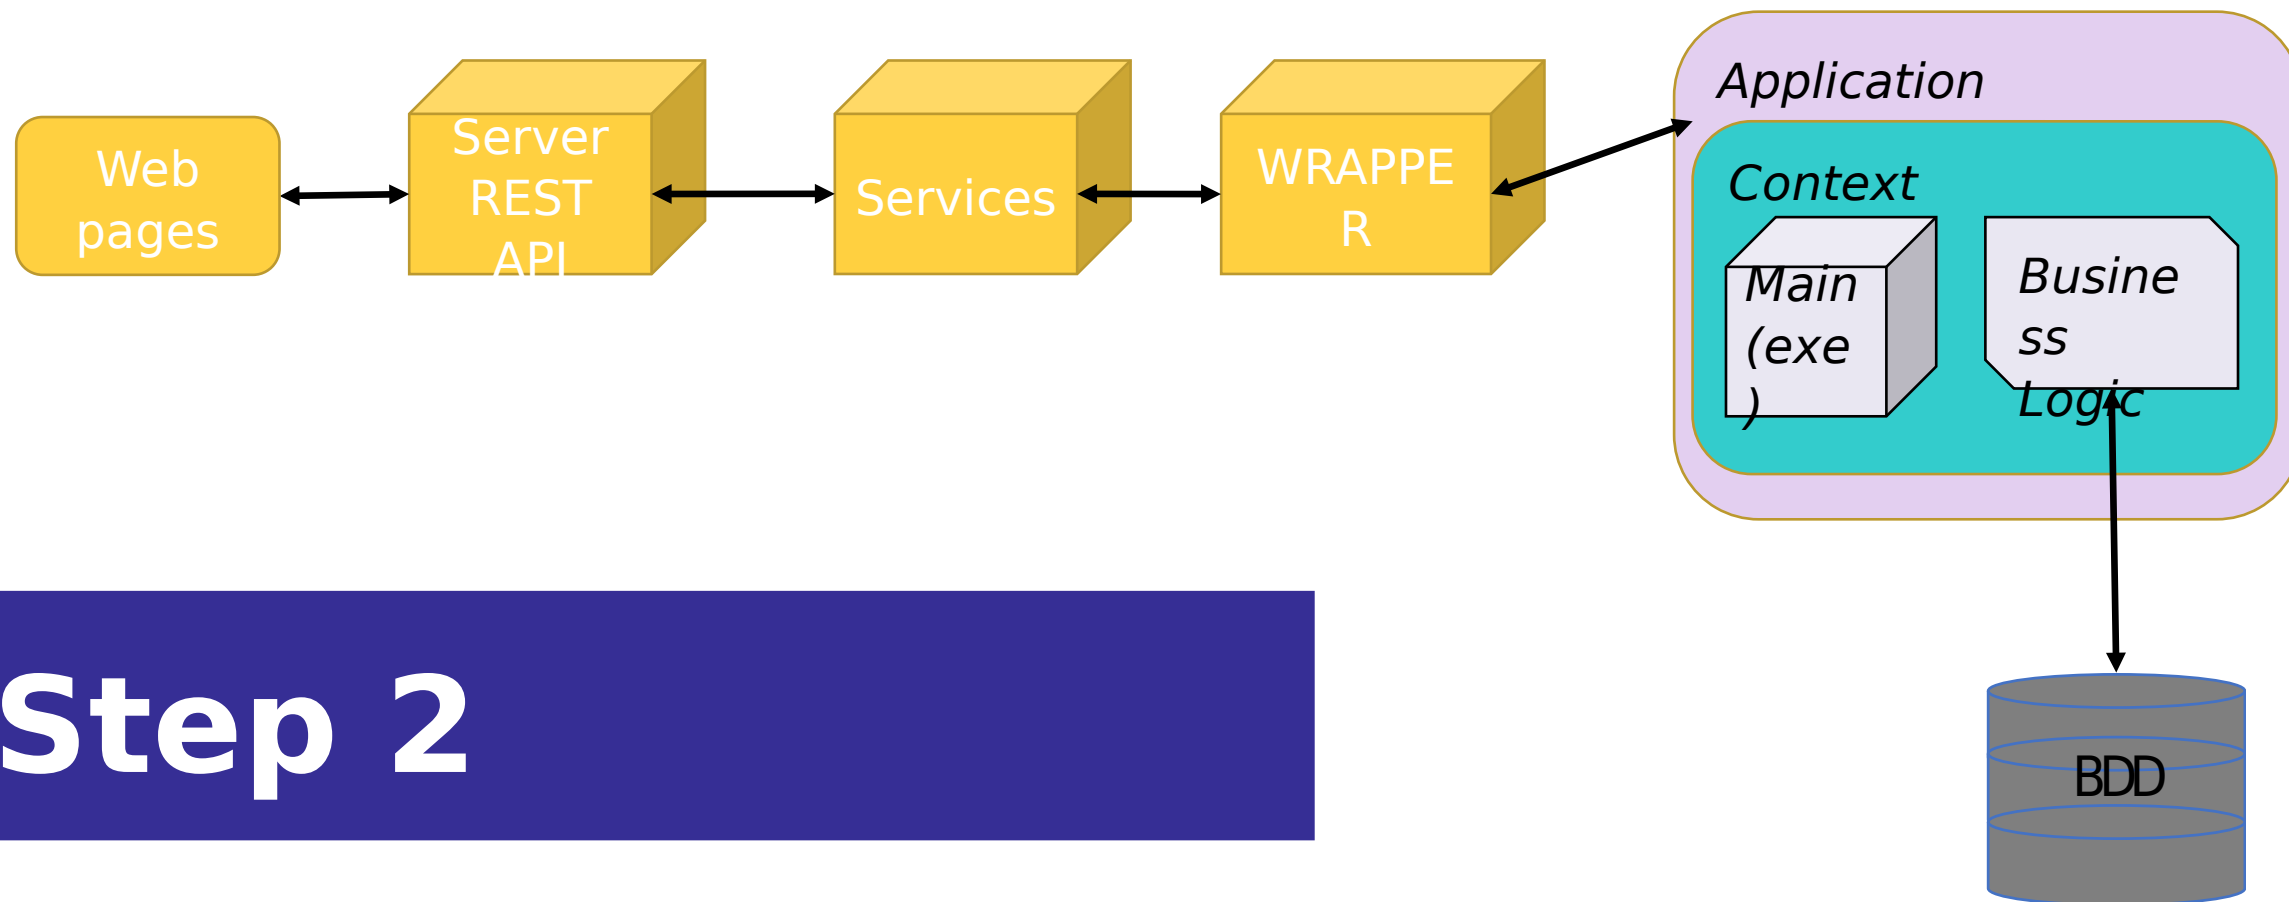 Web
pages
Server
REST
API
Services
WRAPPE
R
Application
Context
Main
(exe
)
Busine
ss
Logic
Step 2
BDD